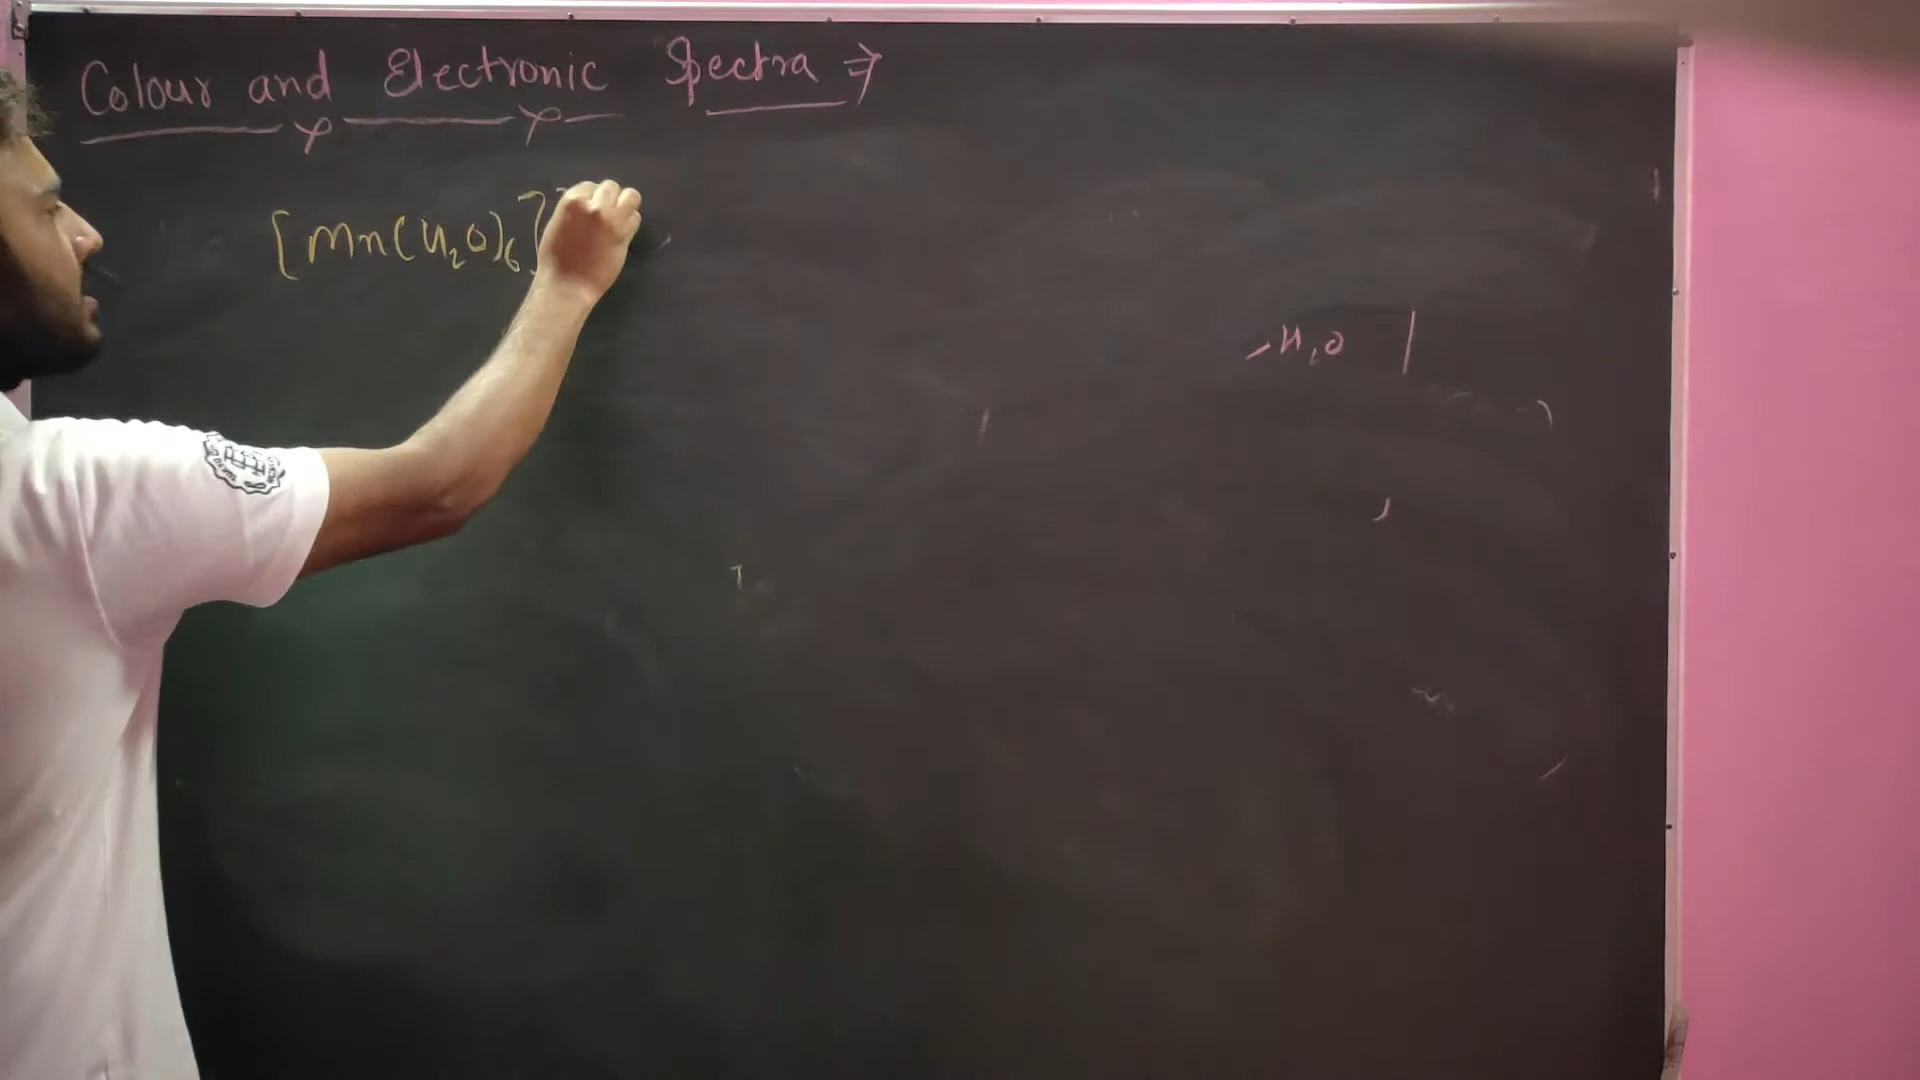 Colour and Electronic Spectra ⇒
[Mn(H₂O)₆]
H₂O |